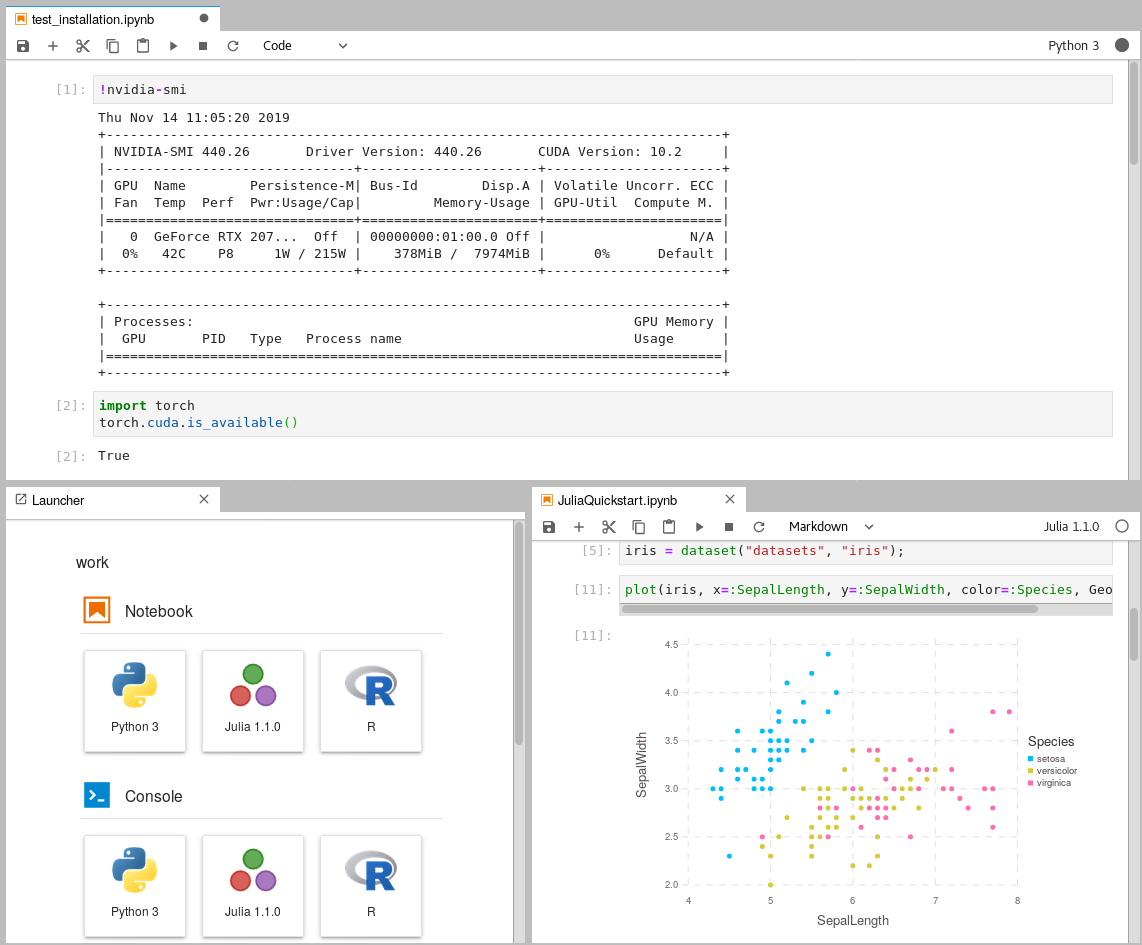 test_installation.ipynb
Code
Python 3
[1]: !nvidia-smi
Thu Nov 14 11:05:20 2019
+-----------------------------------------------------------------------------+
| NVIDIA-SMI 440.26       Driver Version: 440.26       CUDA Version: 10.2     |
|-------------------------------+----------------------+----------------------+
| GPU  Name        Persistence-M| Bus-Id        Disp.A | Volatile Uncorr. ECC |
| Fan  Temp  Perf  Pwr:Usage/Cap|         Memory-Usage | GPU-Util  Compute M. |
|===============================+======================+======================|
|   0  GeForce RTX 207...  Off  | 00000000:01:00.0 Off |                  N/A |
|  0%   42C    P8     1W / 215W |    378MiB /  7974MiB |      0%      Default |
+-------------------------------+----------------------+----------------------+
+-----------------------------------------------------------------------------+
| Processes:                                                       GPU Memory |
|  GPU       PID   Type   Process name                             Usage      |
|=============================================================================|
+-----------------------------------------------------------------------------+
[2]: import torch
torch.cuda.is_available()
[2]: True
Launcher
work
Notebook
Python 3
Julia 1.1.0
R
Console
Python 3
Julia 1.1.0
R
JuliaQuickstart.ipynb
Markdown
Julia 1.1.0
[5]: iris = dataset("datasets", "iris");
[11]: plot(iris, x=:SepalLength, y=:SepalWidth, color=:Species, Geo
[11]:
4.5
4.0
3.5
3.0
2.5
2.0
SepalWidth
4 5 6 7 8
SepalLength
Species
setosa
versicolor
virginica